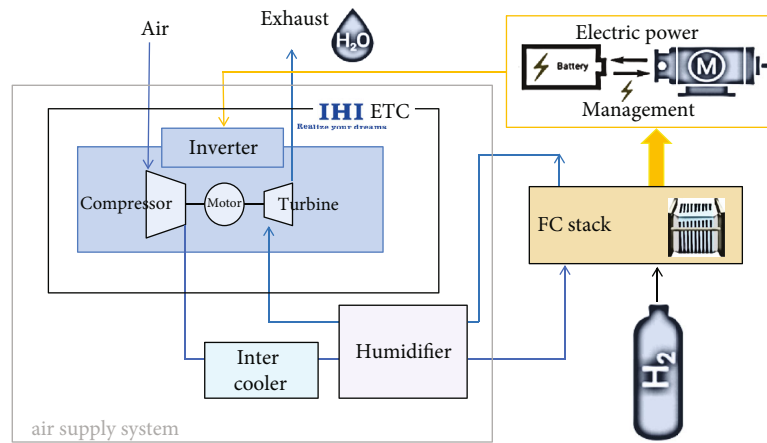 Exhaust
H₂O
Air
Electric power
Battery
M
Management
IHI ETC
Realize your dreams
Inverter
Compressor
Motor
Turbine
FC stack
Humidifier
Inter
cooler
H₂
air supply system